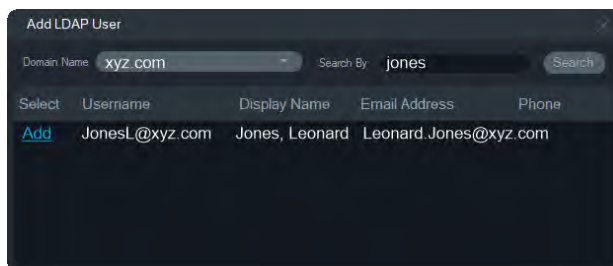 Add LDAP User
Domain Name xyz.com Search By jones Search
Select Username Display Name Email Address Phone
Add JonesL@xyz.com Jones, Leonard Leonard.Jones@xyz.com